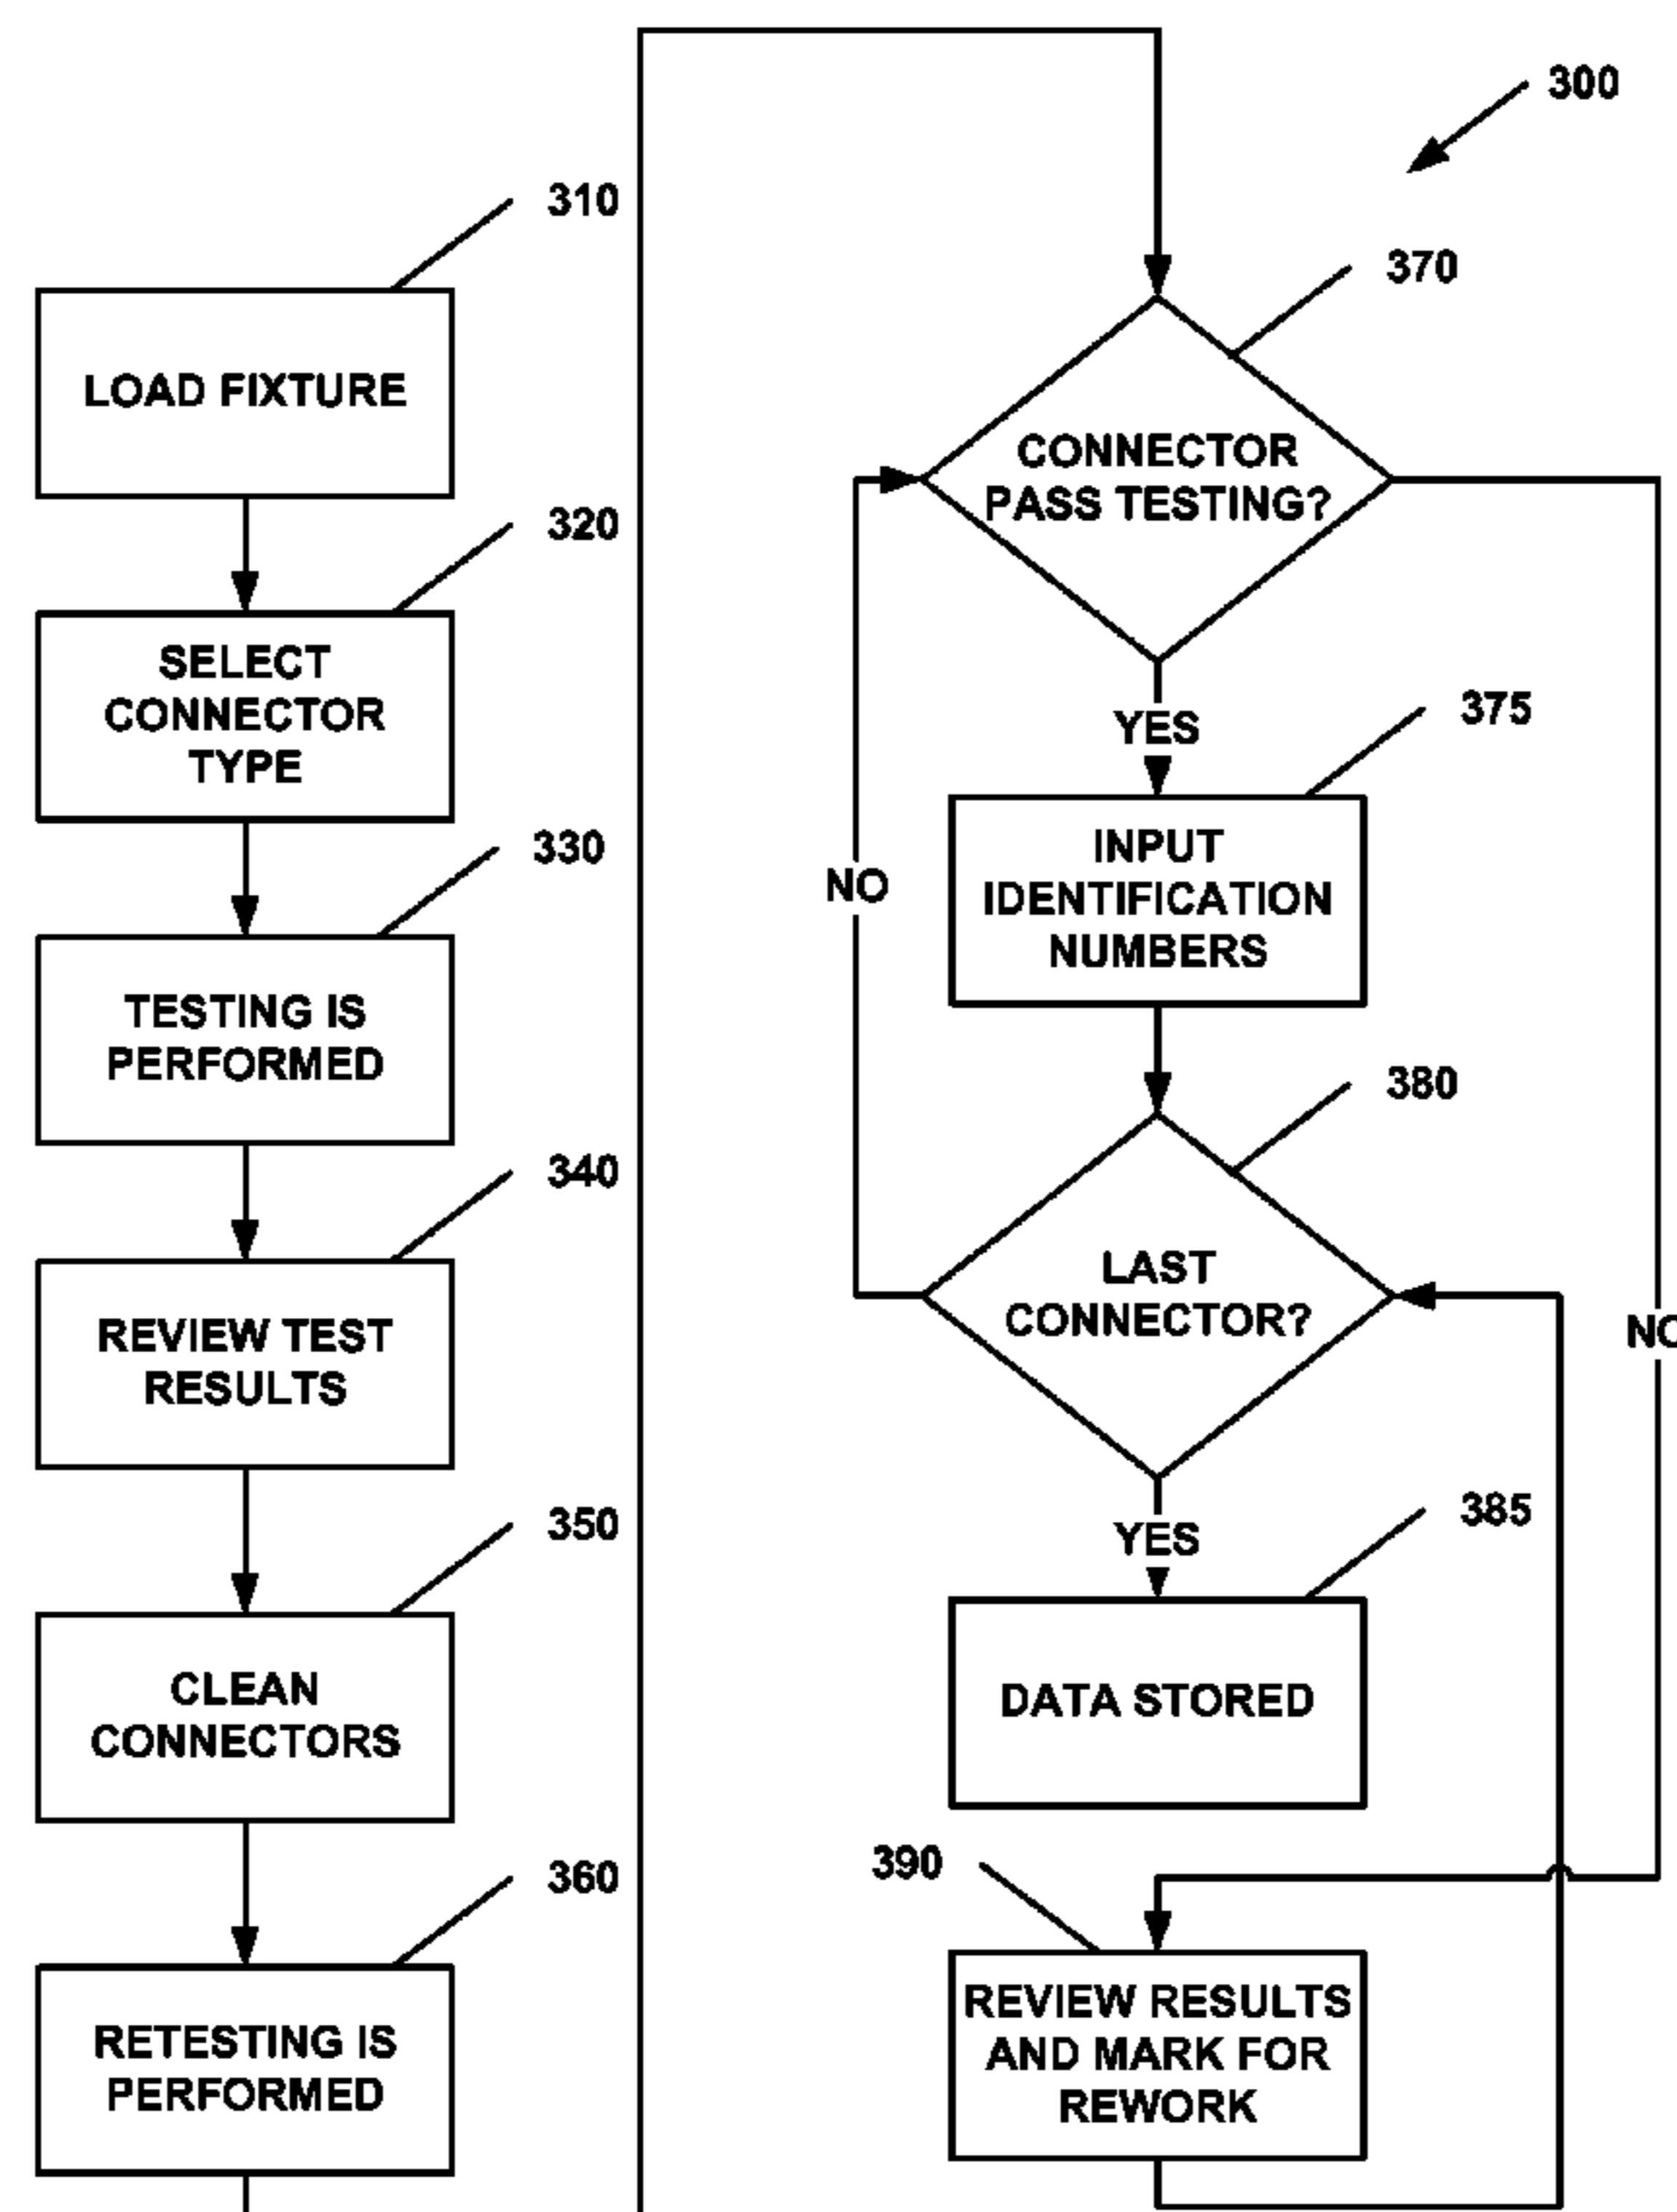 300
310
LOAD FIXTURE
320
SELECT
CONNECTOR
TYPE
330
TESTING IS
PERFORMED
340
REVIEW TEST
RESULTS
350
CLEAN
CONNECTORS
360
RETESTING IS
PERFORMED
370
CONNECTOR
PASS TESTING?
YES
375
INPUT
IDENTIFICATION
NUMBERS
NO
380
LAST
CONNECTOR?
NO
YES
385
DATA STORED
390
REVIEW RESULTS
AND MARK FOR
REWORK